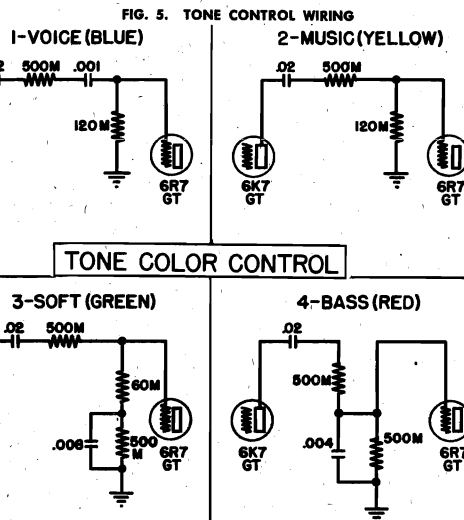 FIG. 5. TONE CONTROL WIRING
1-VOICE (BLUE)
2 500M .001
120M
6R7
GT
2-MUSIC (YELLOW)
.02 500M
120M
6K7
GT
6R7
GT
TONE COLOR CONTROL
3-SOFT (GREEN)
.02 500M
60M
.006
500
M
6R7
GT
4-BASS (RED)
.02
500M
.004
500M
6K7
GT
6R7
GT